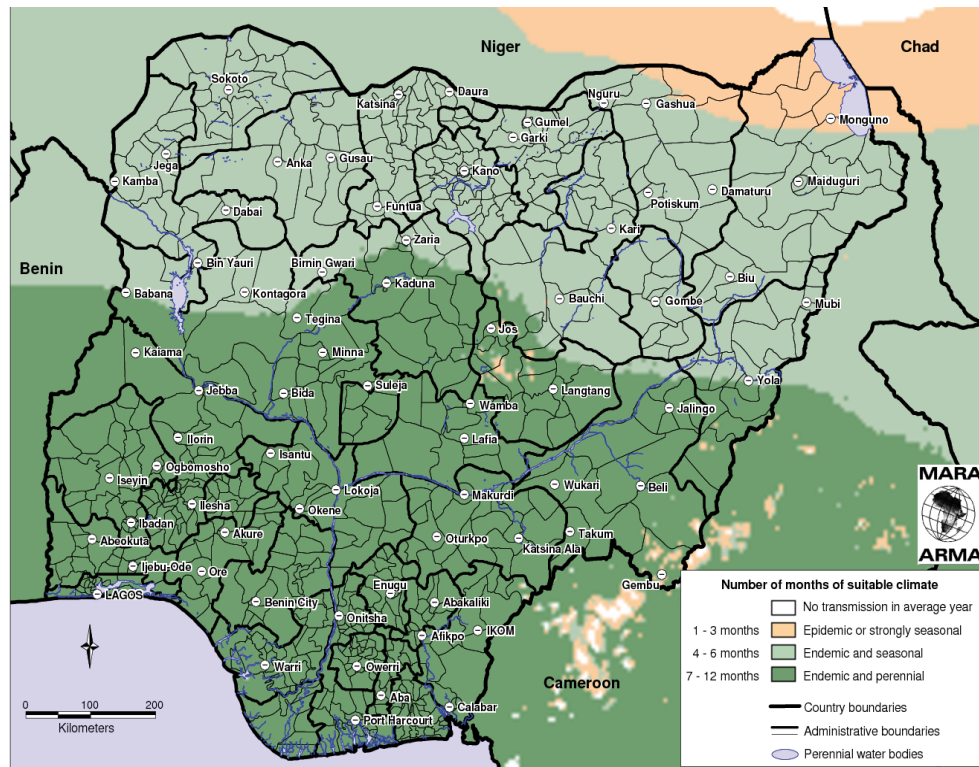 Niger
Chad
Sokoto
Katsina
Daura
Nguru
Gashua
Gumel
Garki
Monguno
Jega
Anka
Gusau
Kano
Kamba
Maiduguri
Potiskum
Damaturu
Dabai
Funtua
Kari
Zaria
Benin
Bin Yauri
Birnin Gwari
Biu
Babana
Kontagora
Kaduna
Bauchi
Gombe
Mubi
Tegina
Jos
Kaiama
Minna
Yola
Jebba
Bida
Suleja
Langtang
Wamba
Jalingo
Ilorin
Lafia
Isantu
Ogbomosho
Iseyin
Lokoja
Makurdi
Wukari
Beli
MARA
Ilesha
Okene
Ibadan
Akure
Oturkpo
Katsina Ala
Takum
Abeokuta
ARMA
Ijebu-Ode
Ore
Gembu
Enugu
LAGOS
Benin City
Abakaliki
Onitsha
Afikpo
IKOM
Warri
Owerri
Cameroon
Aba
Calabar
Port Harcourt
0 100 200
Kilometers
Number of months of suitable climate
No transmission in average year
1 - 3 months Epidemic or strongly seasonal
4 - 6 months Endemic and seasonal
7 - 12 months Endemic and perennial
Country boundaries
Administrative boundaries
Perennial water bodies